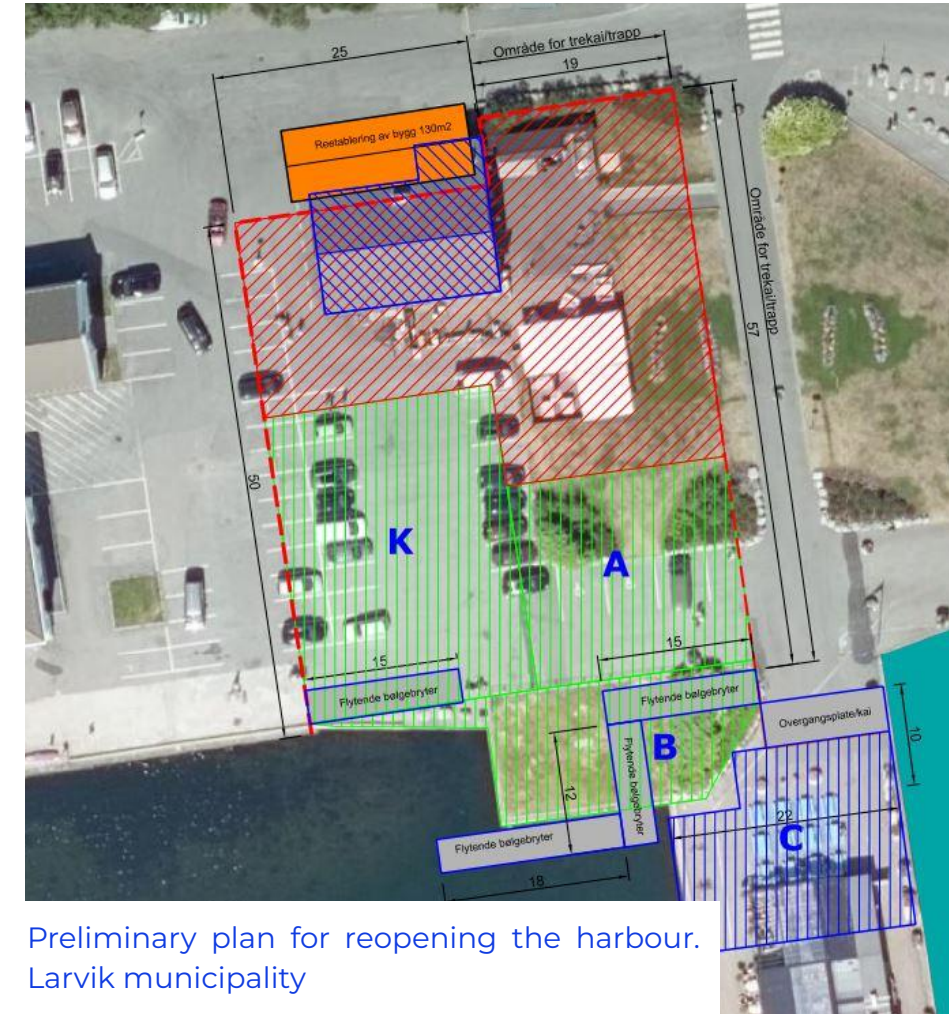 25
Område for trekai/trapp
19
Reetablering av bygg 130m2
Område for trekai/trapp
57
50
K
A
15
15
Flytende bølgebryter
Flytende bølgebryter
Overgangsplate/kai
B
Flytende bølgebryter
10
12
22
C
Flytende bølgebryter
18
Preliminary plan for reopening the harbour.
Larvik municipality